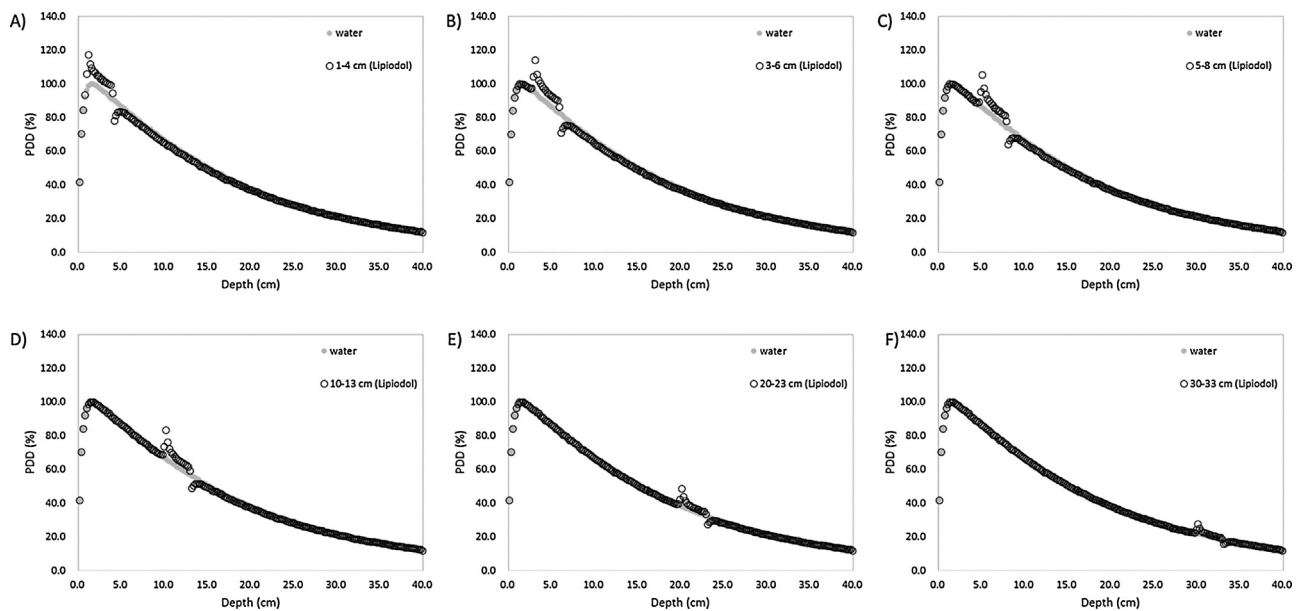 A)
140.0
120.0
100.0
80.0
60.0
40.0
20.0
0.0
PDD (%)
water
1-4 cm (Lipiodol)
0.0 5.0 10.0 15.0 20.0 25.0 30.0 35.0 40.0
Depth (cm)
B)
140.0
120.0
100.0
80.0
60.0
40.0
20.0
0.0
PDD (%)
water
3-6 cm (Lipiodol)
0.0 5.0 10.0 15.0 20.0 25.0 30.0 35.0 40.0
Depth (cm)
C)
140.0
120.0
100.0
80.0
60.0
40.0
20.0
0.0
PDD (%)
water
5-8 cm (Lipiodol)
0.0 5.0 10.0 15.0 20.0 25.0 30.0 35.0 40.0
Depth (cm)
D)
140.0
120.0
100.0
80.0
60.0
40.0
20.0
0.0
PDD (%)
water
10-13 cm (Lipiodol)
0.0 5.0 10.0 15.0 20.0 25.0 30.0 35.0 40.0
Depth (cm)
E)
140.0
120.0
100.0
80.0
60.0
40.0
20.0
0.0
PDD (%)
water
20-23 cm (Lipiodol)
0.0 5.0 10.0 15.0 20.0 25.0 30.0 35.0 40.0
Depth (cm)
F)
140.0
120.0
100.0
80.0
60.0
40.0
20.0
0.0
PDD (%)
water
30-33 cm (Lipiodol)
0.0 5.0 10.0 15.0 20.0 25.0 30.0 35.0 40.0
Depth (cm)